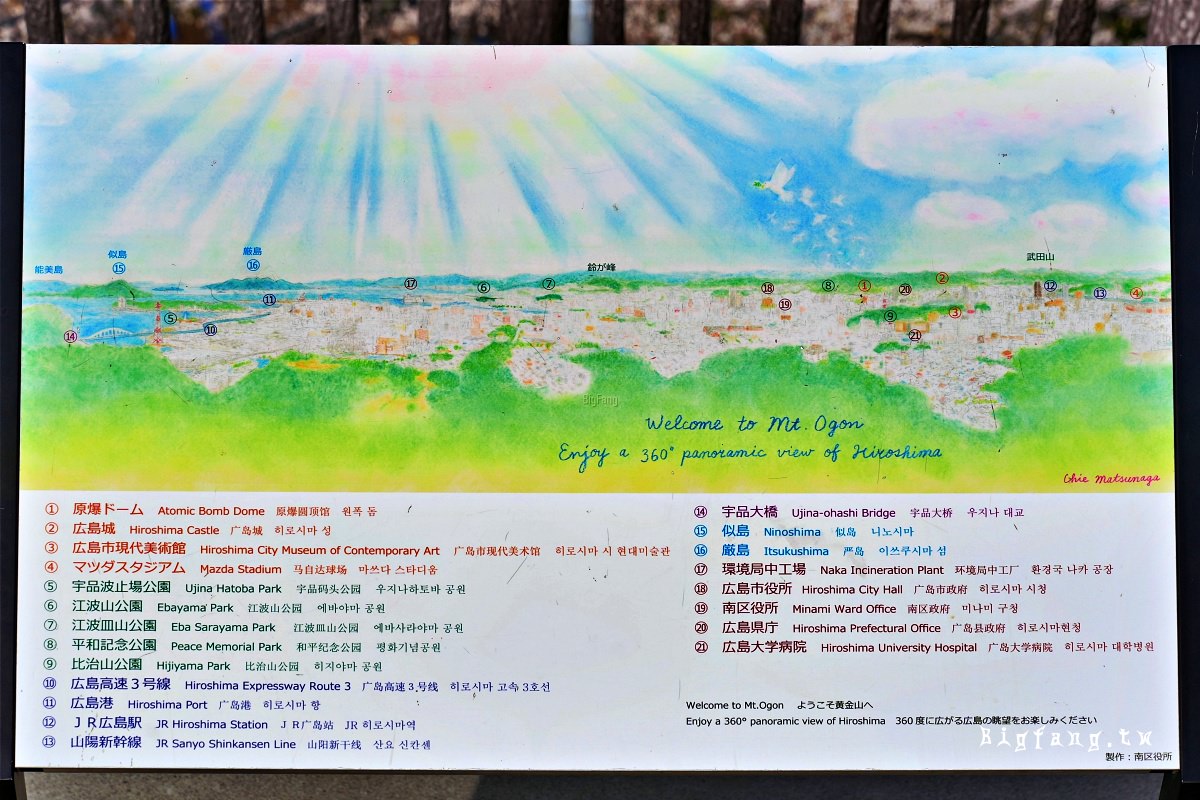 似島
⑮
厳島
⑯
能美島
鈴が峰
武田山
⑰
⑥
⑦
⑱
⑧
①
⑳
②
⑫
⑬
④
⑪
⑲
⑤
⑩
⑨
③
⑭
㉑
BigFang
Welcome to Mt. Ogon
Enjoy a 360° panoramic view of Hiroshima
Chie Matsunaga
① 原爆ドーム Atomic Bomb Dome 原爆圆顶馆 원폭 돔
② 広島城 Hiroshima Castle 广岛城 히로시마 성
③ 広島市現代美術館 Hiroshima City Museum of Contemporary Art 广岛市现代美术馆 히로시마 시 현대미술관
④ マツダスタジアム Mazda Stadium 马自达球场 마쓰다 스타디움
⑤ 宇品波止場公園 Ujina Hatoba Park 宇品码头公园 우지나하토바 공원
⑥ 江波山公園 Ebayama Park 江波山公园 에바야마 공원
⑦ 江波皿山公園 Eba Sarayama Park 江波皿山公园 에바사라야마 공원
⑧ 平和記念公園 Peace Memorial Park 和平纪念公园 평화기념공원
⑨ 比治山公園 Hijiyama Park 比治山公园 히지야마 공원
⑩ 広島高速３号線 Hiroshima Expressway Route 3 广岛高速３号线 히로시마 고속 3호선
⑪ 広島港 Hiroshima Port 广岛港 히로시마 항
⑫ ＪＲ広島駅 JR Hiroshima Station ＪＲ广岛站 JR 히로시마역
⑬ 山陽新幹線 JR Sanyo Shinkansen Line 山阳新干线 산요 신칸센
⑭ 宇品大橋 Ujina-ohashi Bridge 宇品大桥 우지나 대교
⑮ 似島 Ninoshima 似岛 니노시마
⑯ 厳島 Itsukushima 严岛 이쓰쿠시마 섬
⑰ 環境局中工場 Naka Incineration Plant 环境局中工厂 환경국 나카 공장
⑱ 広島市役所 Hiroshima City Hall 广岛市政府 히로시마 시청
⑲ 南区役所 Minami Ward Office 南区政府 미나미 구청
⑳ 広島県庁 Hiroshima Prefectural Office 广岛县政府 히로시마현청
㉑ 広島大学病院 Hiroshima University Hospital 广岛大学病院 히로시마 대학병원
Welcome to Mt.Ogon ようこそ黄金山へ
Enjoy a 360° panoramic view of Hiroshima 360 度に広がる広島の眺望をお楽しみください
Bigfang.tw
製作：南区役所